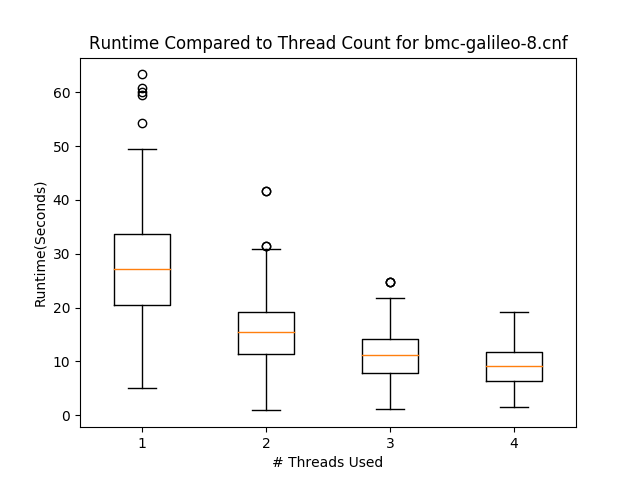 Runtime Compared to Thread Count for bmc-galileo-8.cnf
60
50
40
30
20
10
0
Runtime(Seconds)
1 2 3 4
# Threads Used